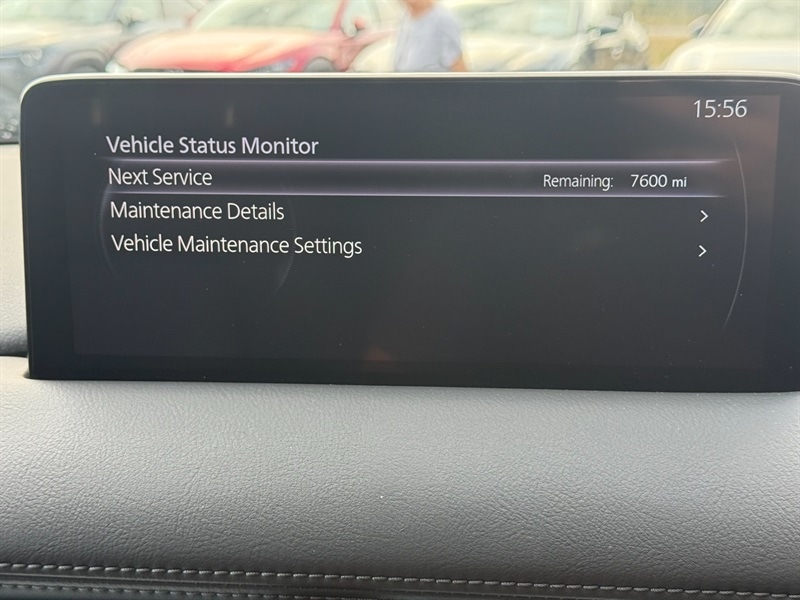 15:56
Vehicle Status Monitor
Next Service Remaining: 7600 mi
Maintenance Details
Vehicle Maintenance Settings